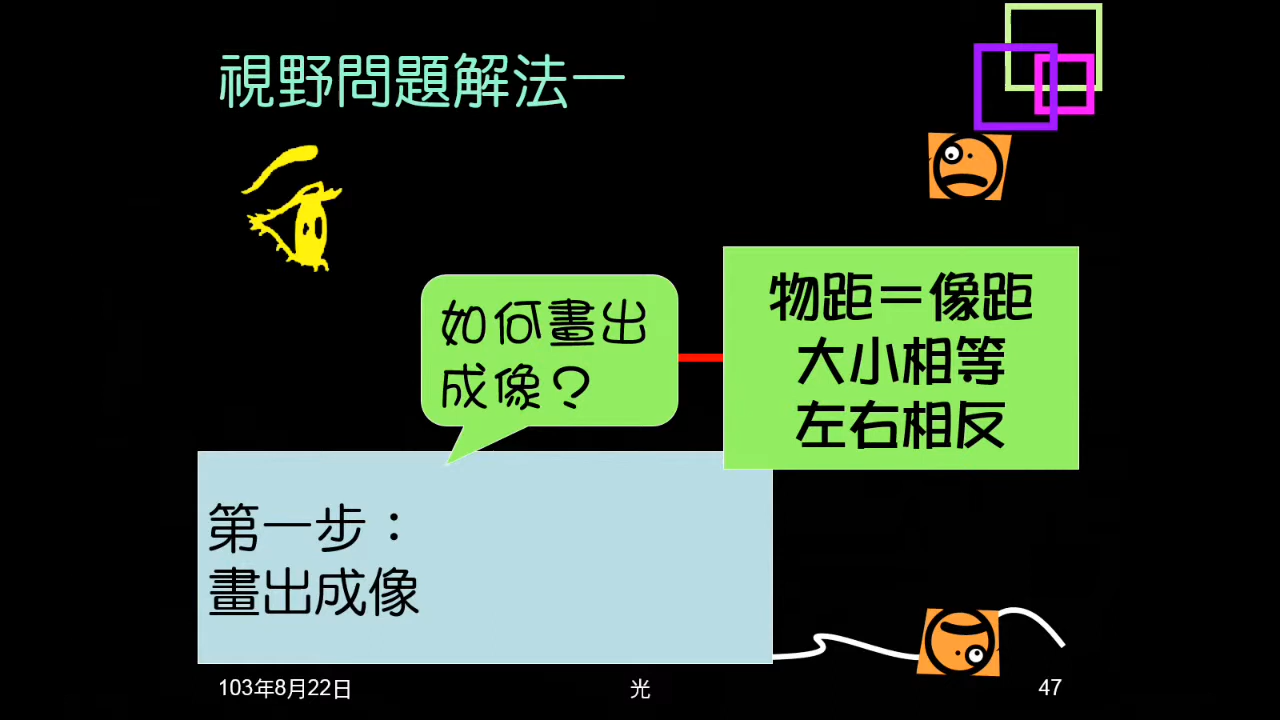 視野問題解法一
如何畫出
成像？
物距＝像距
大小相等
左右相反
第一步：
畫出成像
103年8月22日
光
47